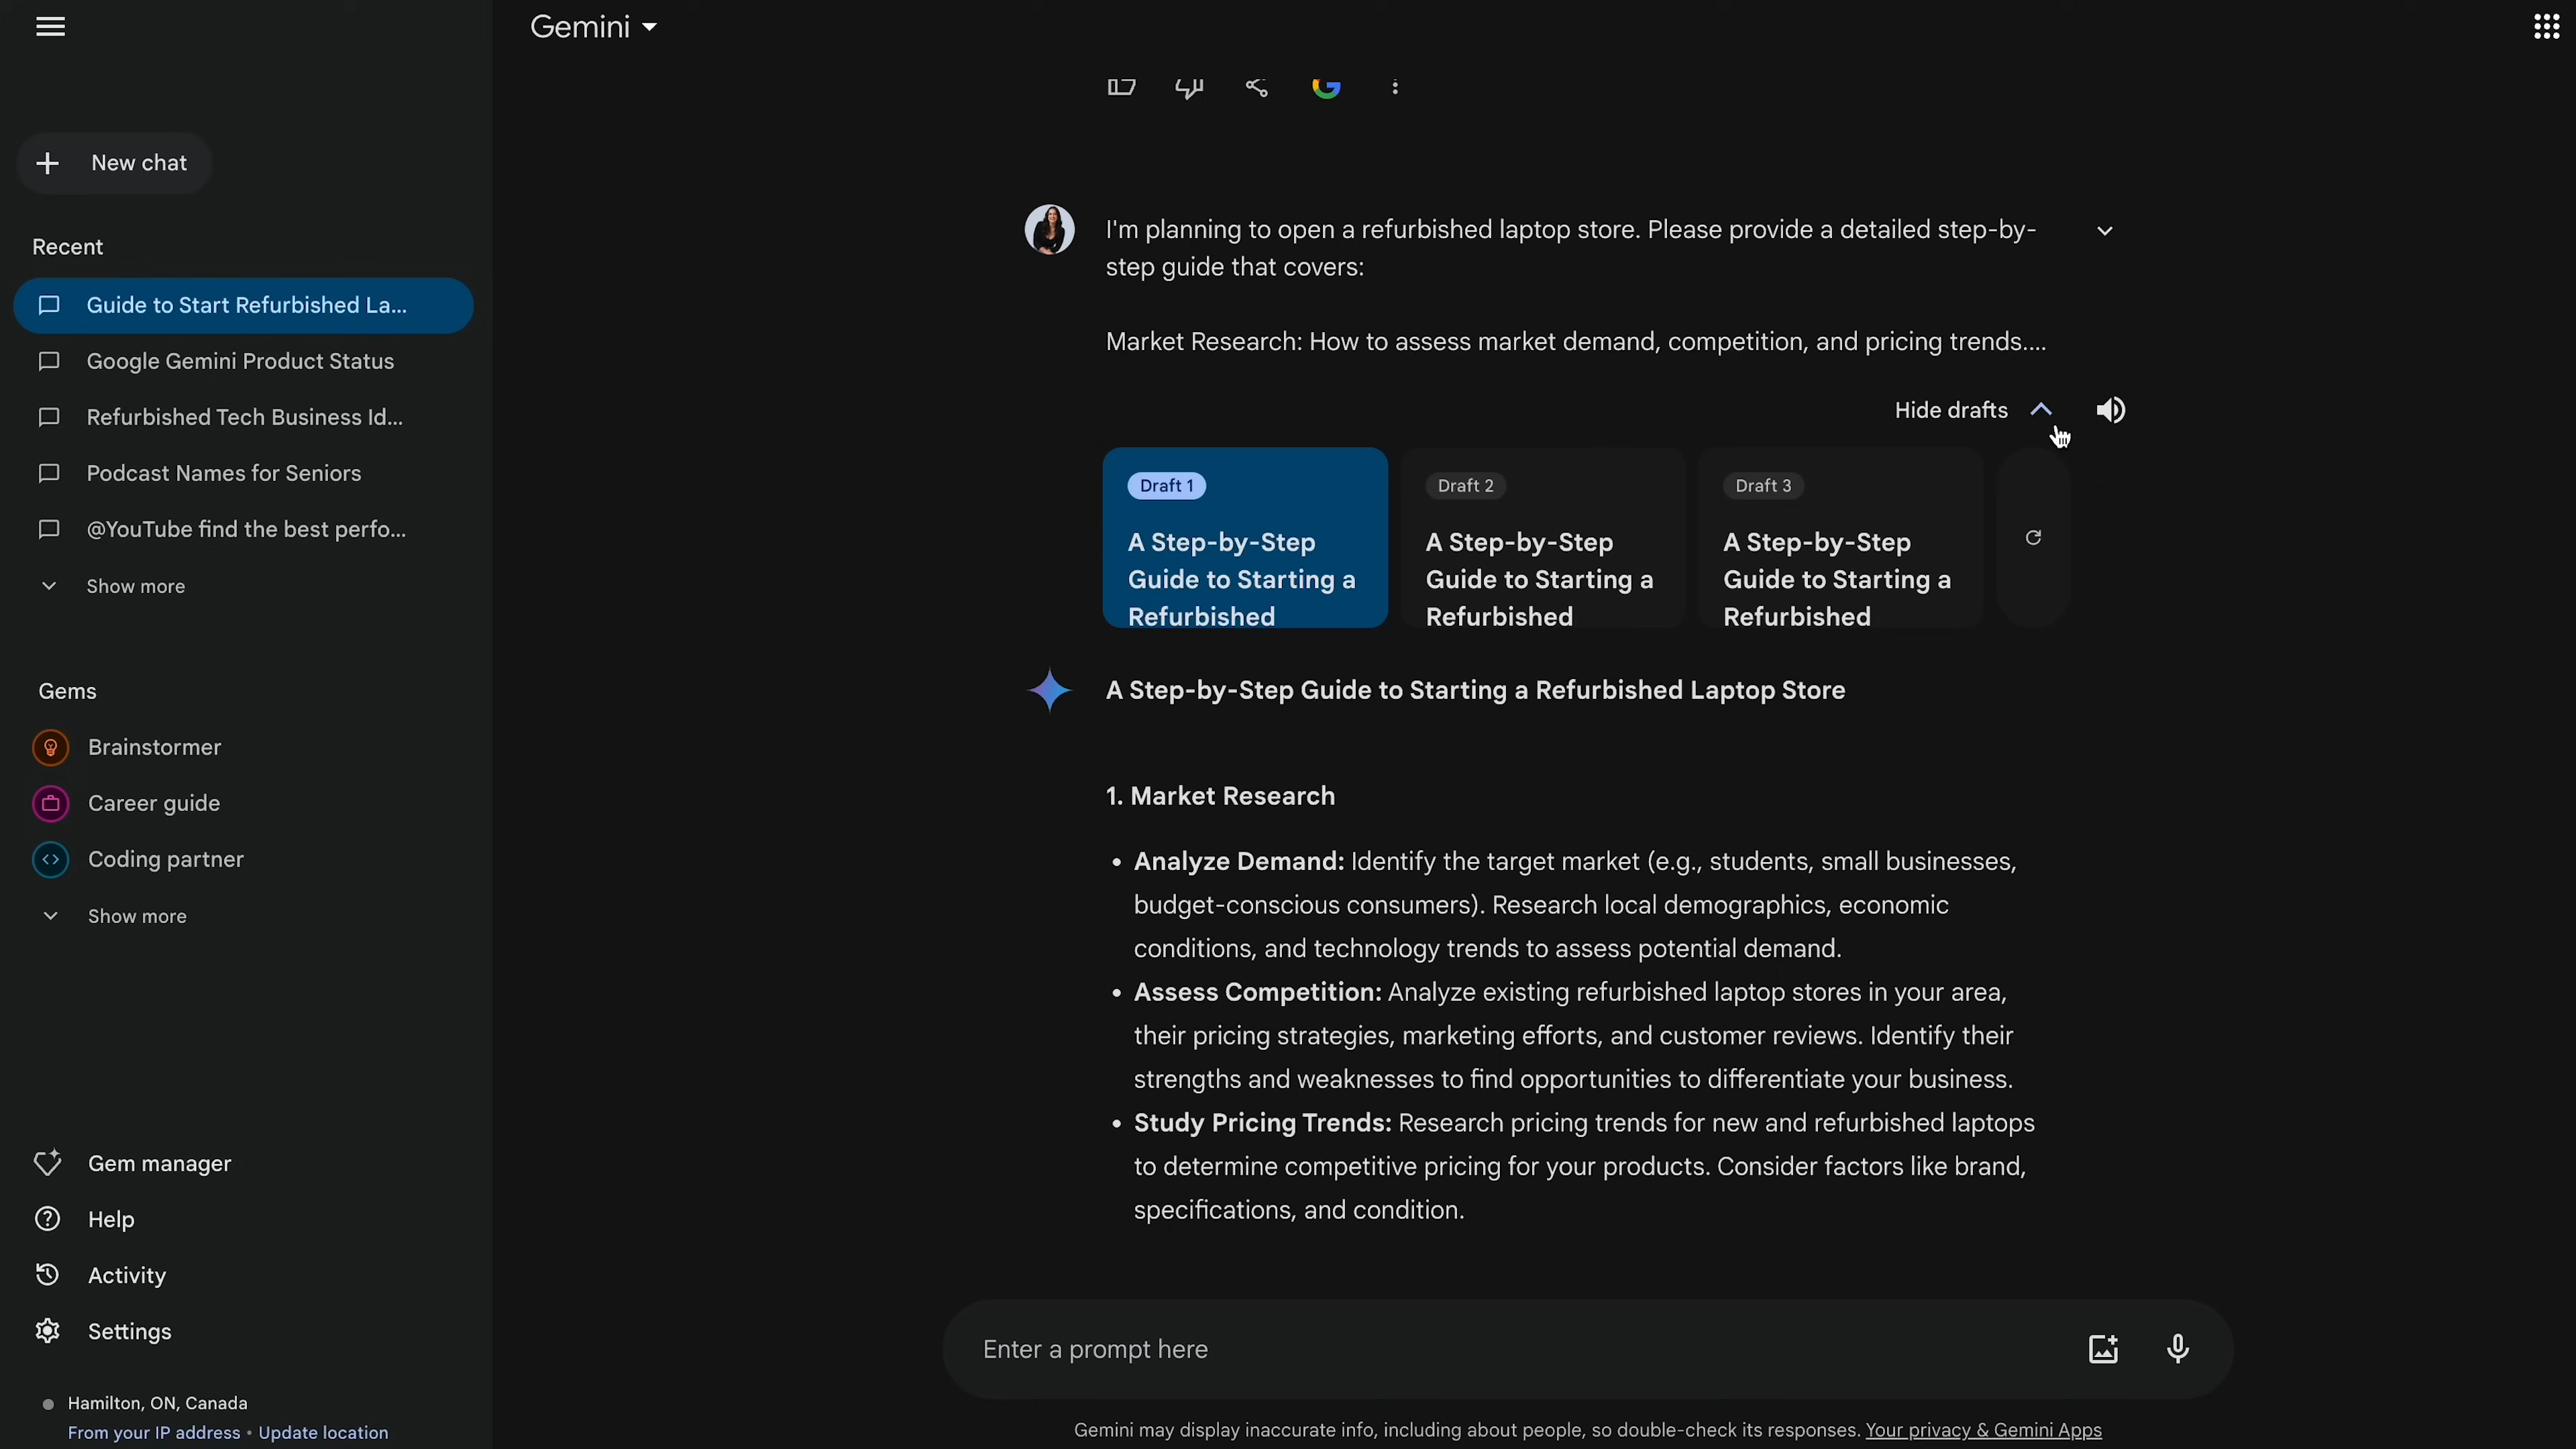 Gemini
New chat
Recent
Guide to Start Refurbished La...
Google Gemini Product Status
Refurbished Tech Business Id...
Podcast Names for Seniors
@YouTube find the best perfo...
Show more
Gems
Brainstormer
Career guide
Coding partner
Show more
Gem manager
Help
Activity
Settings
Hamilton, ON, Canada
From your IP address • Update location
I'm planning to open a refurbished laptop store. Please provide a detailed step-by-
step guide that covers:
Market Research: How to assess market demand, competition, and pricing trends....
Hide drafts
Draft 1
A Step-by-Step
Guide to Starting a
Refurbished
Draft 2
A Step-by-Step
Guide to Starting a
Refurbished
Draft 3
A Step-by-Step
Guide to Starting a
Refurbished
A Step-by-Step Guide to Starting a Refurbished Laptop Store
1. Market Research
• Analyze Demand: Identify the target market (e.g., students, small businesses,
budget-conscious consumers). Research local demographics, economic
conditions, and technology trends to assess potential demand.
• Assess Competition: Analyze existing refurbished laptop stores in your area,
their pricing strategies, marketing efforts, and customer reviews. Identify their
strengths and weaknesses to find opportunities to differentiate your business.
• Study Pricing Trends: Research pricing trends for new and refurbished laptops
to determine competitive pricing for your products. Consider factors like brand,
specifications, and condition.
Enter a prompt here
Gemini may display inaccurate info, including about people, so double-check its responses. Your privacy & Gemini Apps